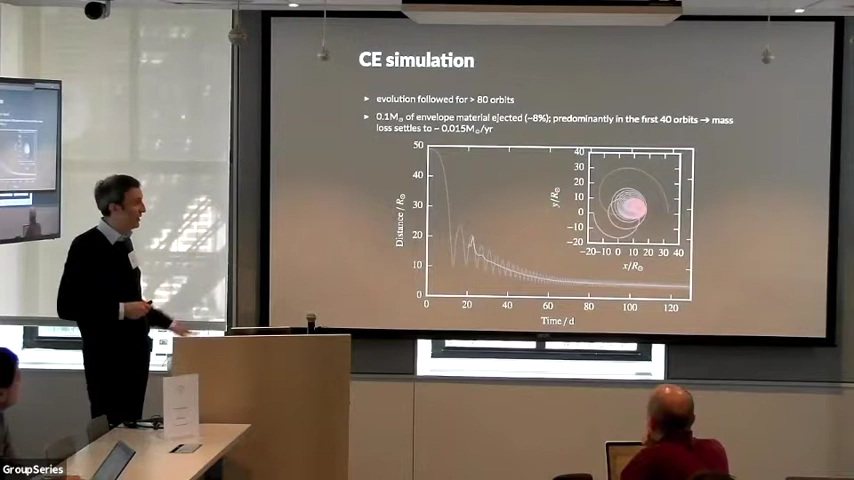 CE simulation
▸ evolution followed for > 80 orbits
▸ 0.1M⊙ of envelope material ejected (~8%); predominantly in the first 40 orbits → mass
loss settles to ~ 0.015M⊙/yr
50
40
30
20
10
0
Distance / R⊙
0 20 40 60 80 100 120
Time / d
40
30
20
10
0
−10
−20
y/R⊙
−20 −10 0 10 20 30 40
x/R⊙
GroupSeries